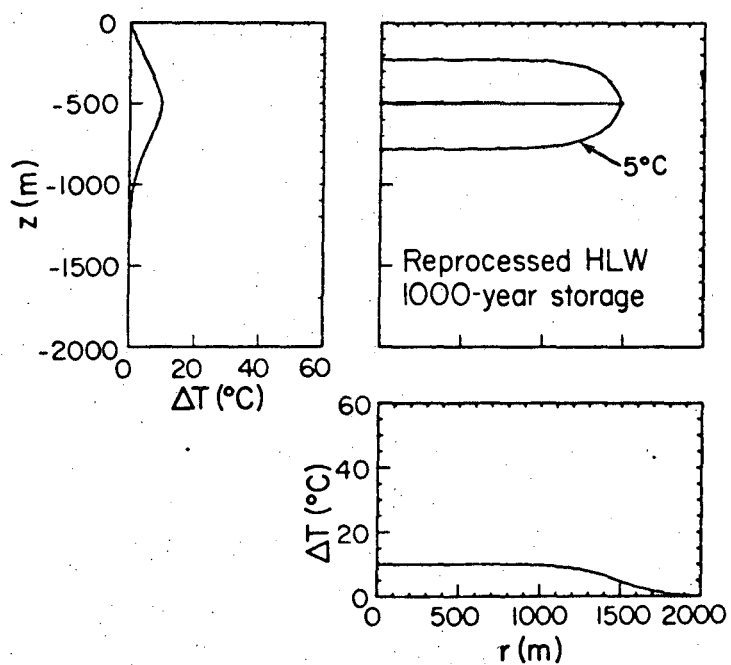 0
-500
-1000
-1500
-2000
z (m)
0 20 40 60
ΔT (°C)
5°C
Reprocessed HLW
1000-year storage
60
40
20
0
ΔT (°C)
0 500 1000 1500 2000
r (m)